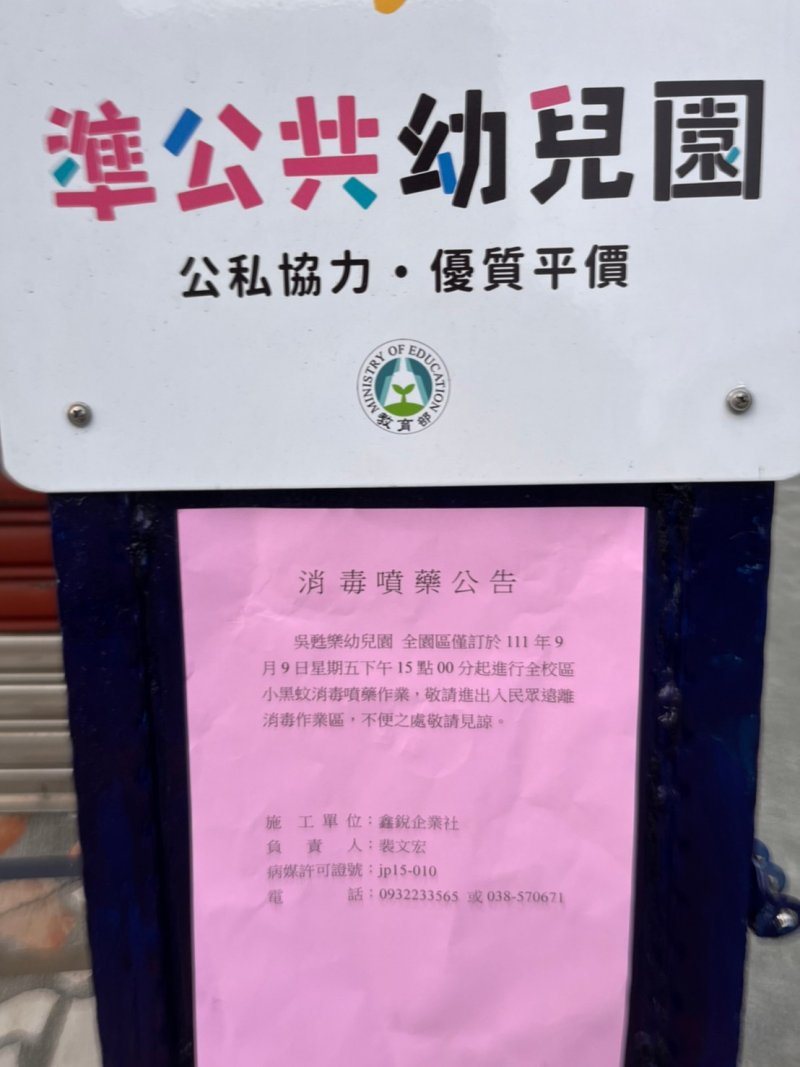 準公共幼兒園
公私協力・優質平價
MINISTRY OF EDUCATION
教育部
消毒噴藥公告
吳甦樂幼兒園 全園區僅訂於 111 年 9
月 9 日星期五下午 15 點 00 分起進行全校區
小黑蚊消毒噴藥作業，敬請進出入民眾遠離
消毒作業區，不便之處敬請見諒。
施工單位：鑫銳企業社
負責人：裴文宏
病媒許可證號：jp15-010
電話：0932233565 或 038-570671